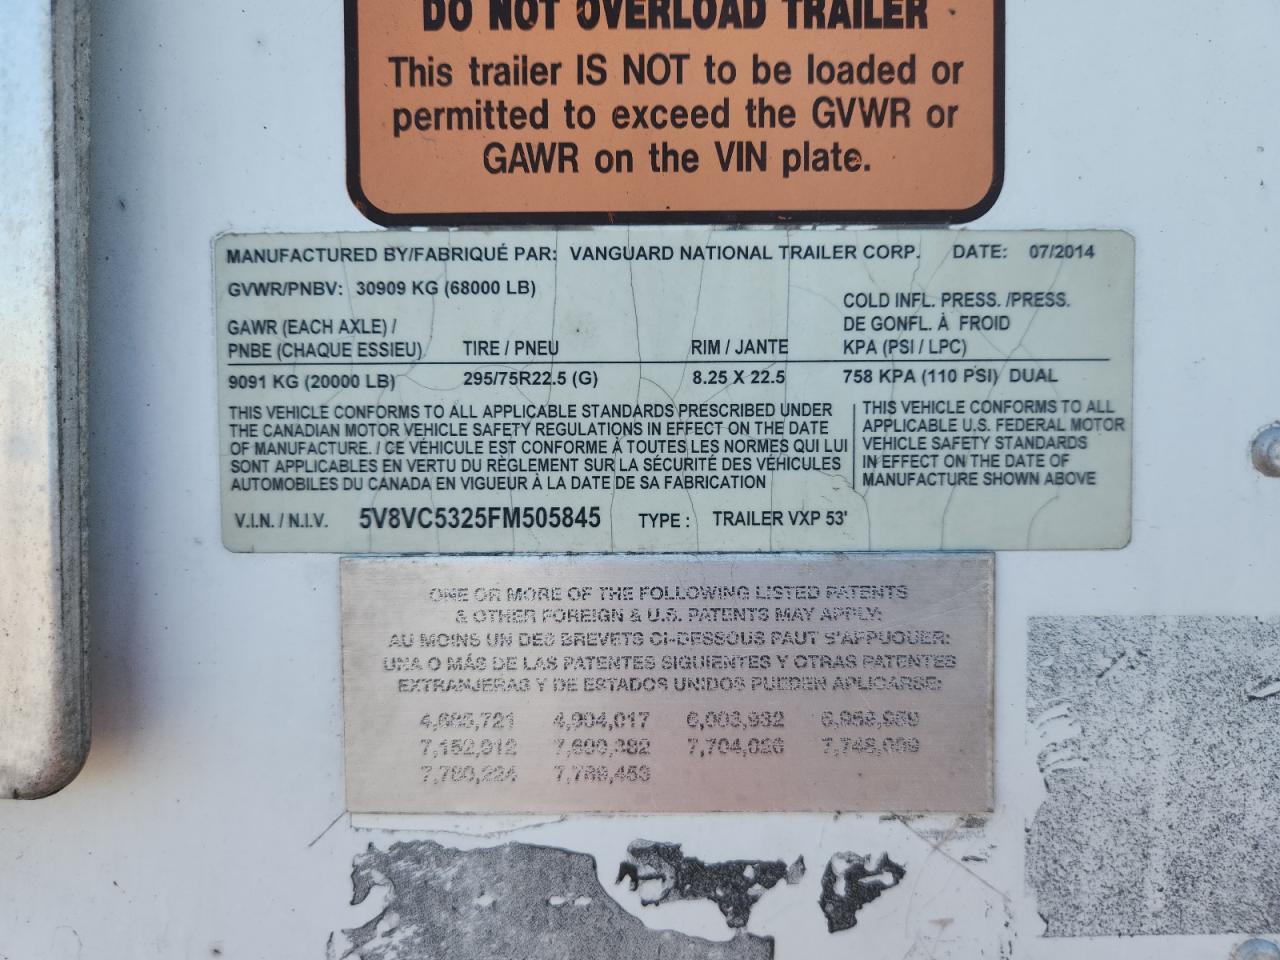 DO NOT OVERLOAD TRAILER
This trailer IS NOT to be loaded or
permitted to exceed the GVWR or
GAWR on the VIN plate.
MANUFACTURED BY/FABRIQUÉ PAR: VANGUARD NATIONAL TRAILER CORP. DATE: 07/2014
GVWR/PNBV: 30909 KG (68000 LB)
COLD INFL. PRESS. /PRESS.
GAWR (EACH AXLE) / DE GONFL. À FROID
PNBE (CHAQUE ESSIEU) TIRE / PNEU RIM / JANTE KPA (PSI / LPC)
9091 KG (20000 LB) 295/75R22.5 (G) 8.25 X 22.5 758 KPA (110 PSI) DUAL
THIS VEHICLE CONFORMS TO ALL APPLICABLE STANDARDS PRESCRIBED UNDER
THE CANADIAN MOTOR VEHICLE SAFETY REGULATIONS IN EFFECT ON THE DATE
OF MANUFACTURE. / CE VÉHICULE EST CONFORME À TOUTES LES NORMES QUI LUI
SONT APPLICABLES EN VERTU DU RÈGLEMENT SUR LA SÉCURITÉ DES VÉHICULES
AUTOMOBILES DU CANADA EN VIGUEUR À LA DATE DE SA FABRICATION
THIS VEHICLE CONFORMS TO ALL
APPLICABLE U.S. FEDERAL MOTOR
VEHICLE SAFETY STANDARDS
IN EFFECT ON THE DATE OF
MANUFACTURE SHOWN ABOVE
V.I.N. / N.I.V. 5V8VC5325FM505845 TYPE : TRAILER VXP 53'
ONE OR MORE OF THE FOLLOWING LISTED PATENTS
& OTHER FOREIGN & U.S. PATENTS MAY APPLY:
AU MOINS UN DES BREVETS CI-DESSOUS PAUT S'APPLIQUER:
UNA O MÁS DE LAS PATENTES SIGUIENTES Y OTRAS PATENTES
EXTRANJERAS Y DE ESTADOS UNIDOS PUEDEN APLICARSE:
4,904,017 6,003,932
7,704,026
7,789,453